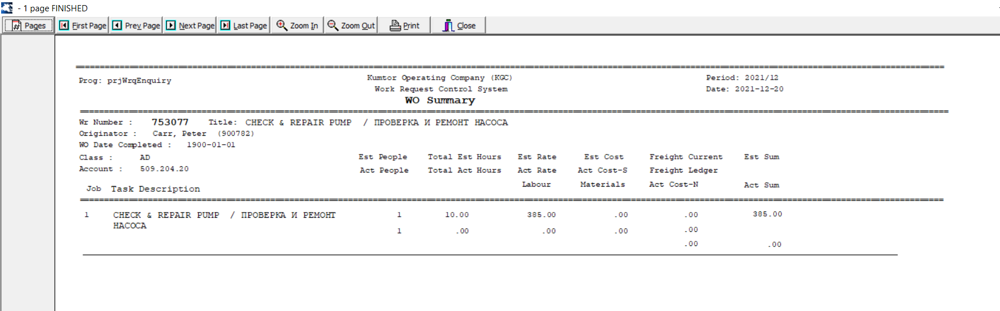 - 1 page FINISHED
Pages First Page Prev Page Next Page Last Page Zoom In Zoom Out Print Close
Prog: prjWrqEnquiry Kumtor Operating Company (KGC) Period: 2021/12
Work Request Control System Date: 2021-12-20
WO Summary
Wr Number : 753077 Title: CHECK & REPAIR PUMP / ПРОВЕРКА И РЕМОНТ НАСОСА
Originator : Carr, Peter (900782)
WO Date Completed : 1900-01-01
Class : AD Est People Total Est Hours Est Rate Est Cost Freight Current Est Sum
Account : 509.204.20 Act People Total Act Hours Act Rate Act Cost-S Freight Ledger
Job Task Description Labour Materials Act Cost-N Act Sum
1 CHECK & REPAIR PUMP / ПРОВЕРКА И РЕМОНТ 1 10.00 385.00 .00 .00 385.00
НАСОСА 1 .00 .00 .00 .00
.00 .00